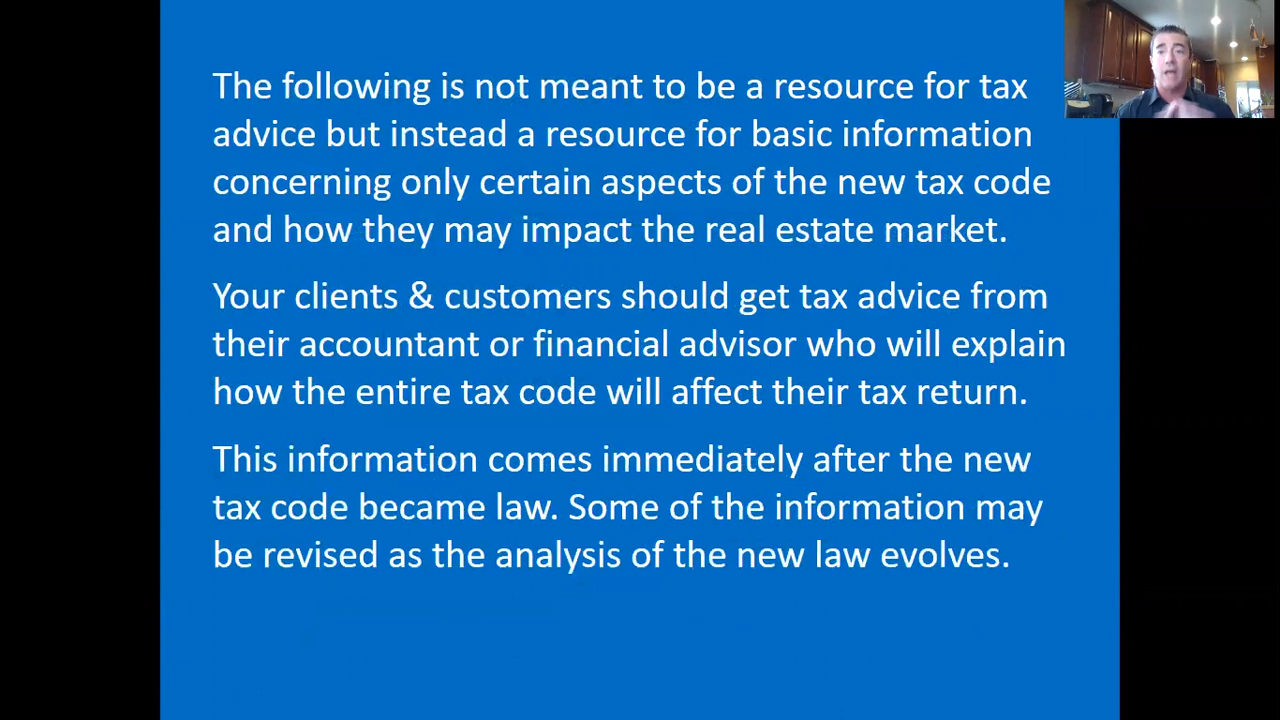 The following is not meant to be a resource for tax
advice but instead a resource for basic information
concerning only certain aspects of the new tax code
and how they may impact the real estate market.
Your clients & customers should get tax advice from
their accountant or financial advisor who will explain
how the entire tax code will affect their tax return.
This information comes immediately after the new
tax code became law. Some of the information may
be revised as the analysis of the new law evolves.